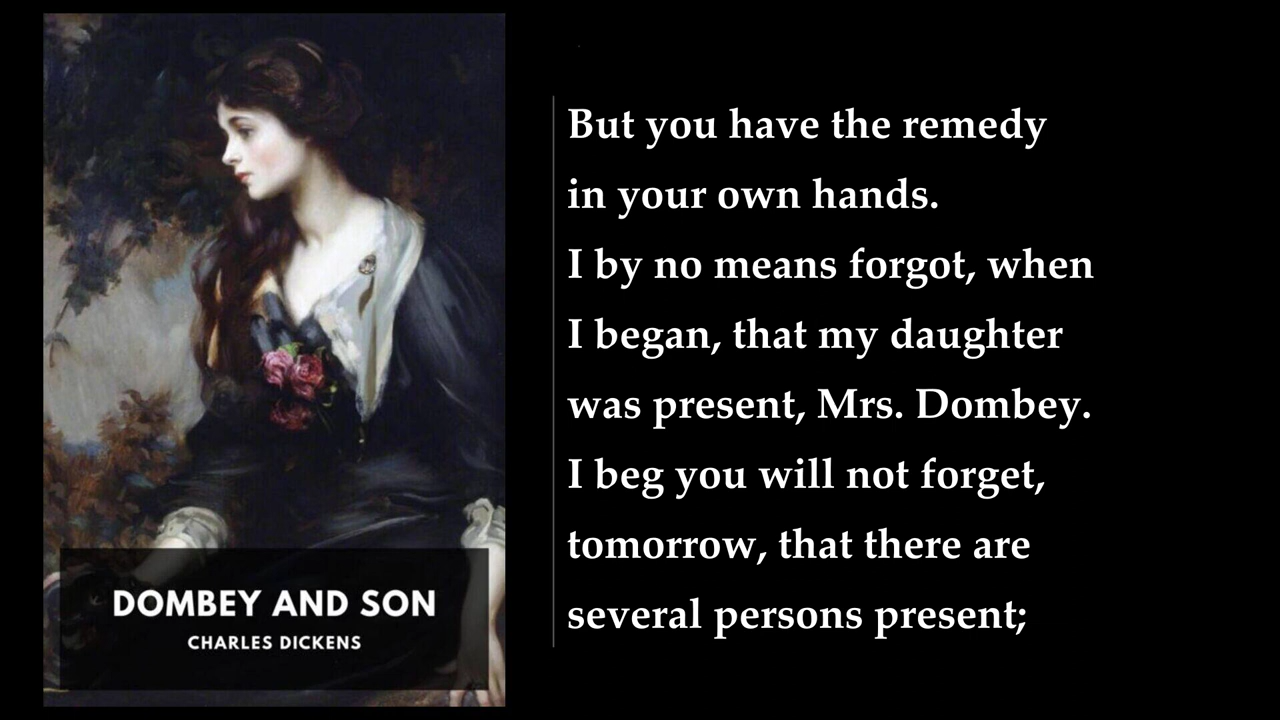 DOMBEY AND SON
CHARLES DICKENS
But you have the remedy
in your own hands.
I by no means forgot, when
I began, that my daughter
was present, Mrs. Dombey.
I beg you will not forget,
tomorrow, that there are
several persons present;